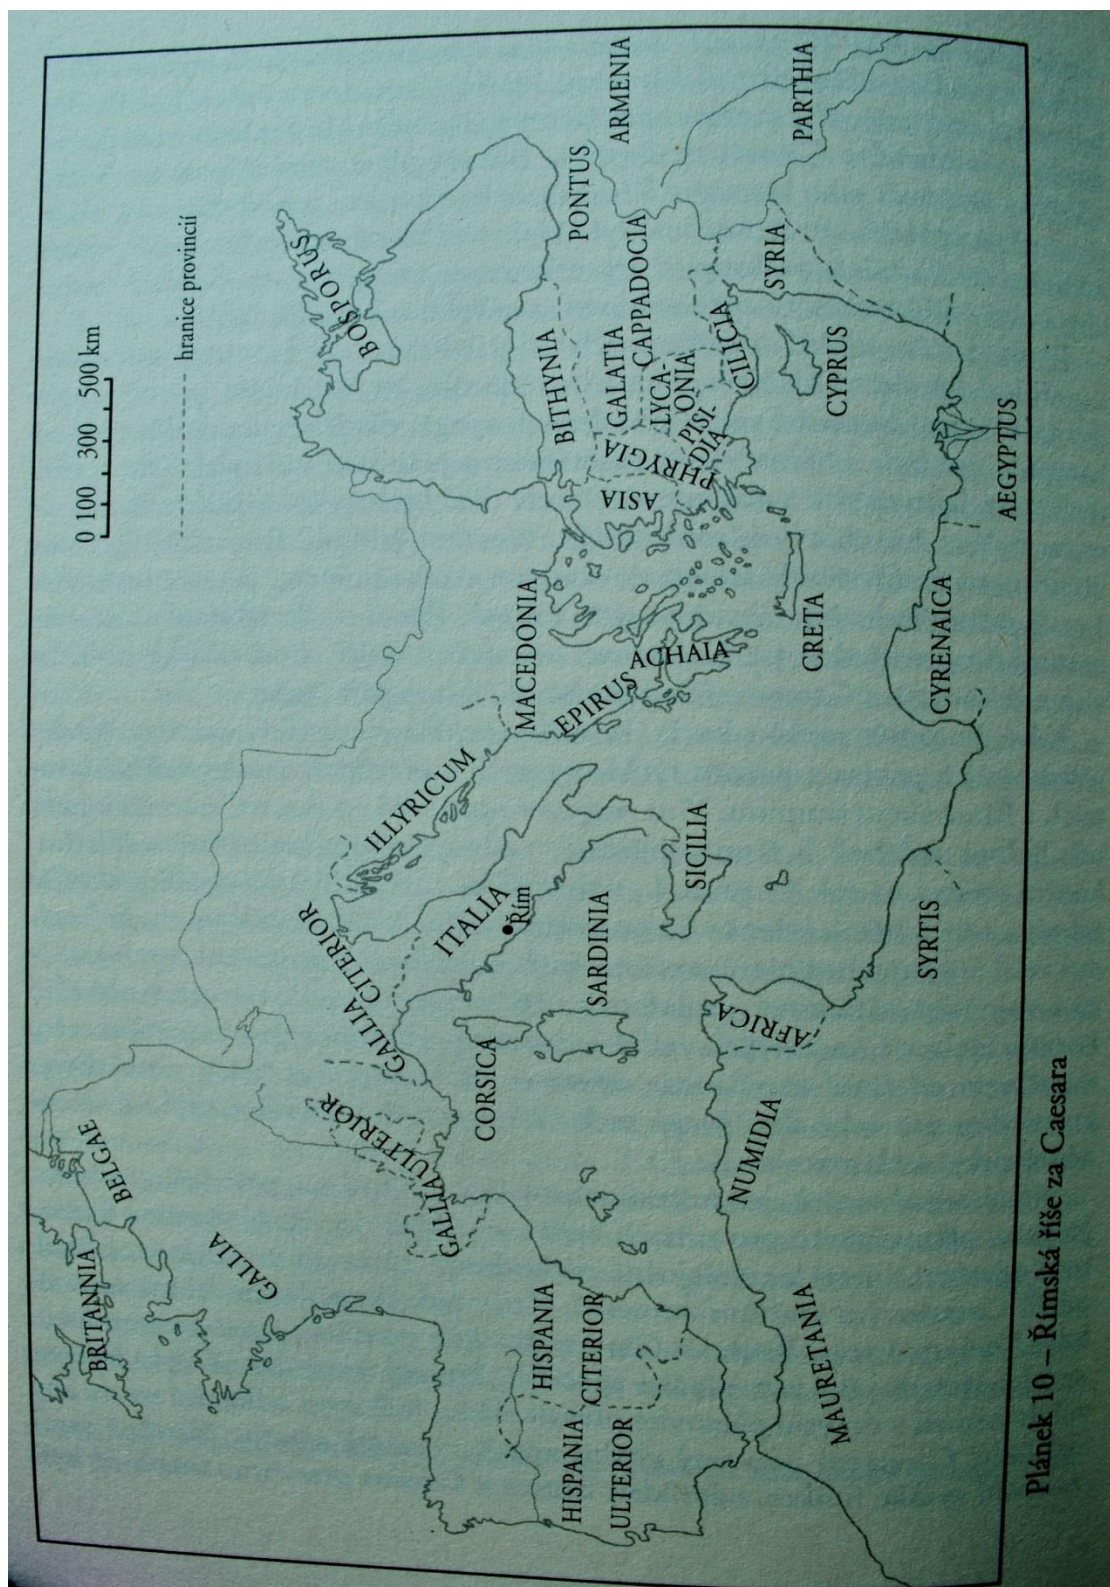 0 100 300 500 km
hranice provincií
BRITANNIA
BELGAE
GALLIA
GALLIA ULTERIOR
GALLIA CITERIOR
ILLYRICUM
BOSPORUS
HISPANIA
CITERIOR
HISPANIA
ULTERIOR
CORSICA
SARDINIA
ITALIA
Řím
SICILIA
MACEDONIA
EPIRUS
ACHAIA
CRETA
ASIA
PHRYGIA
BITHYNIA
GALATIA
CAPPADOCIA
LYCA-
ONIA
PISI-
DIA
CILICIA
PONTUS
ARMENIA
PARTHIA
SYRIA
CYPRUS
MAURETANIA
NUMIDIA
AFRICA
SYRTIS
CYRENAICA
AEGYPTUS
Plánek 10 – Římská říše za Caesara